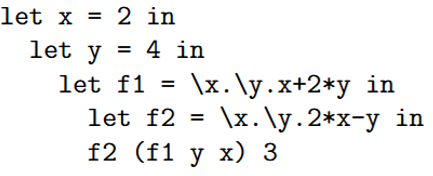 let x = 2 in
let y = 4 in
let f1 = \x.\y.x+2*y in
let f2 = \x.\y.2*x-y in
f2 (f1 y x) 3